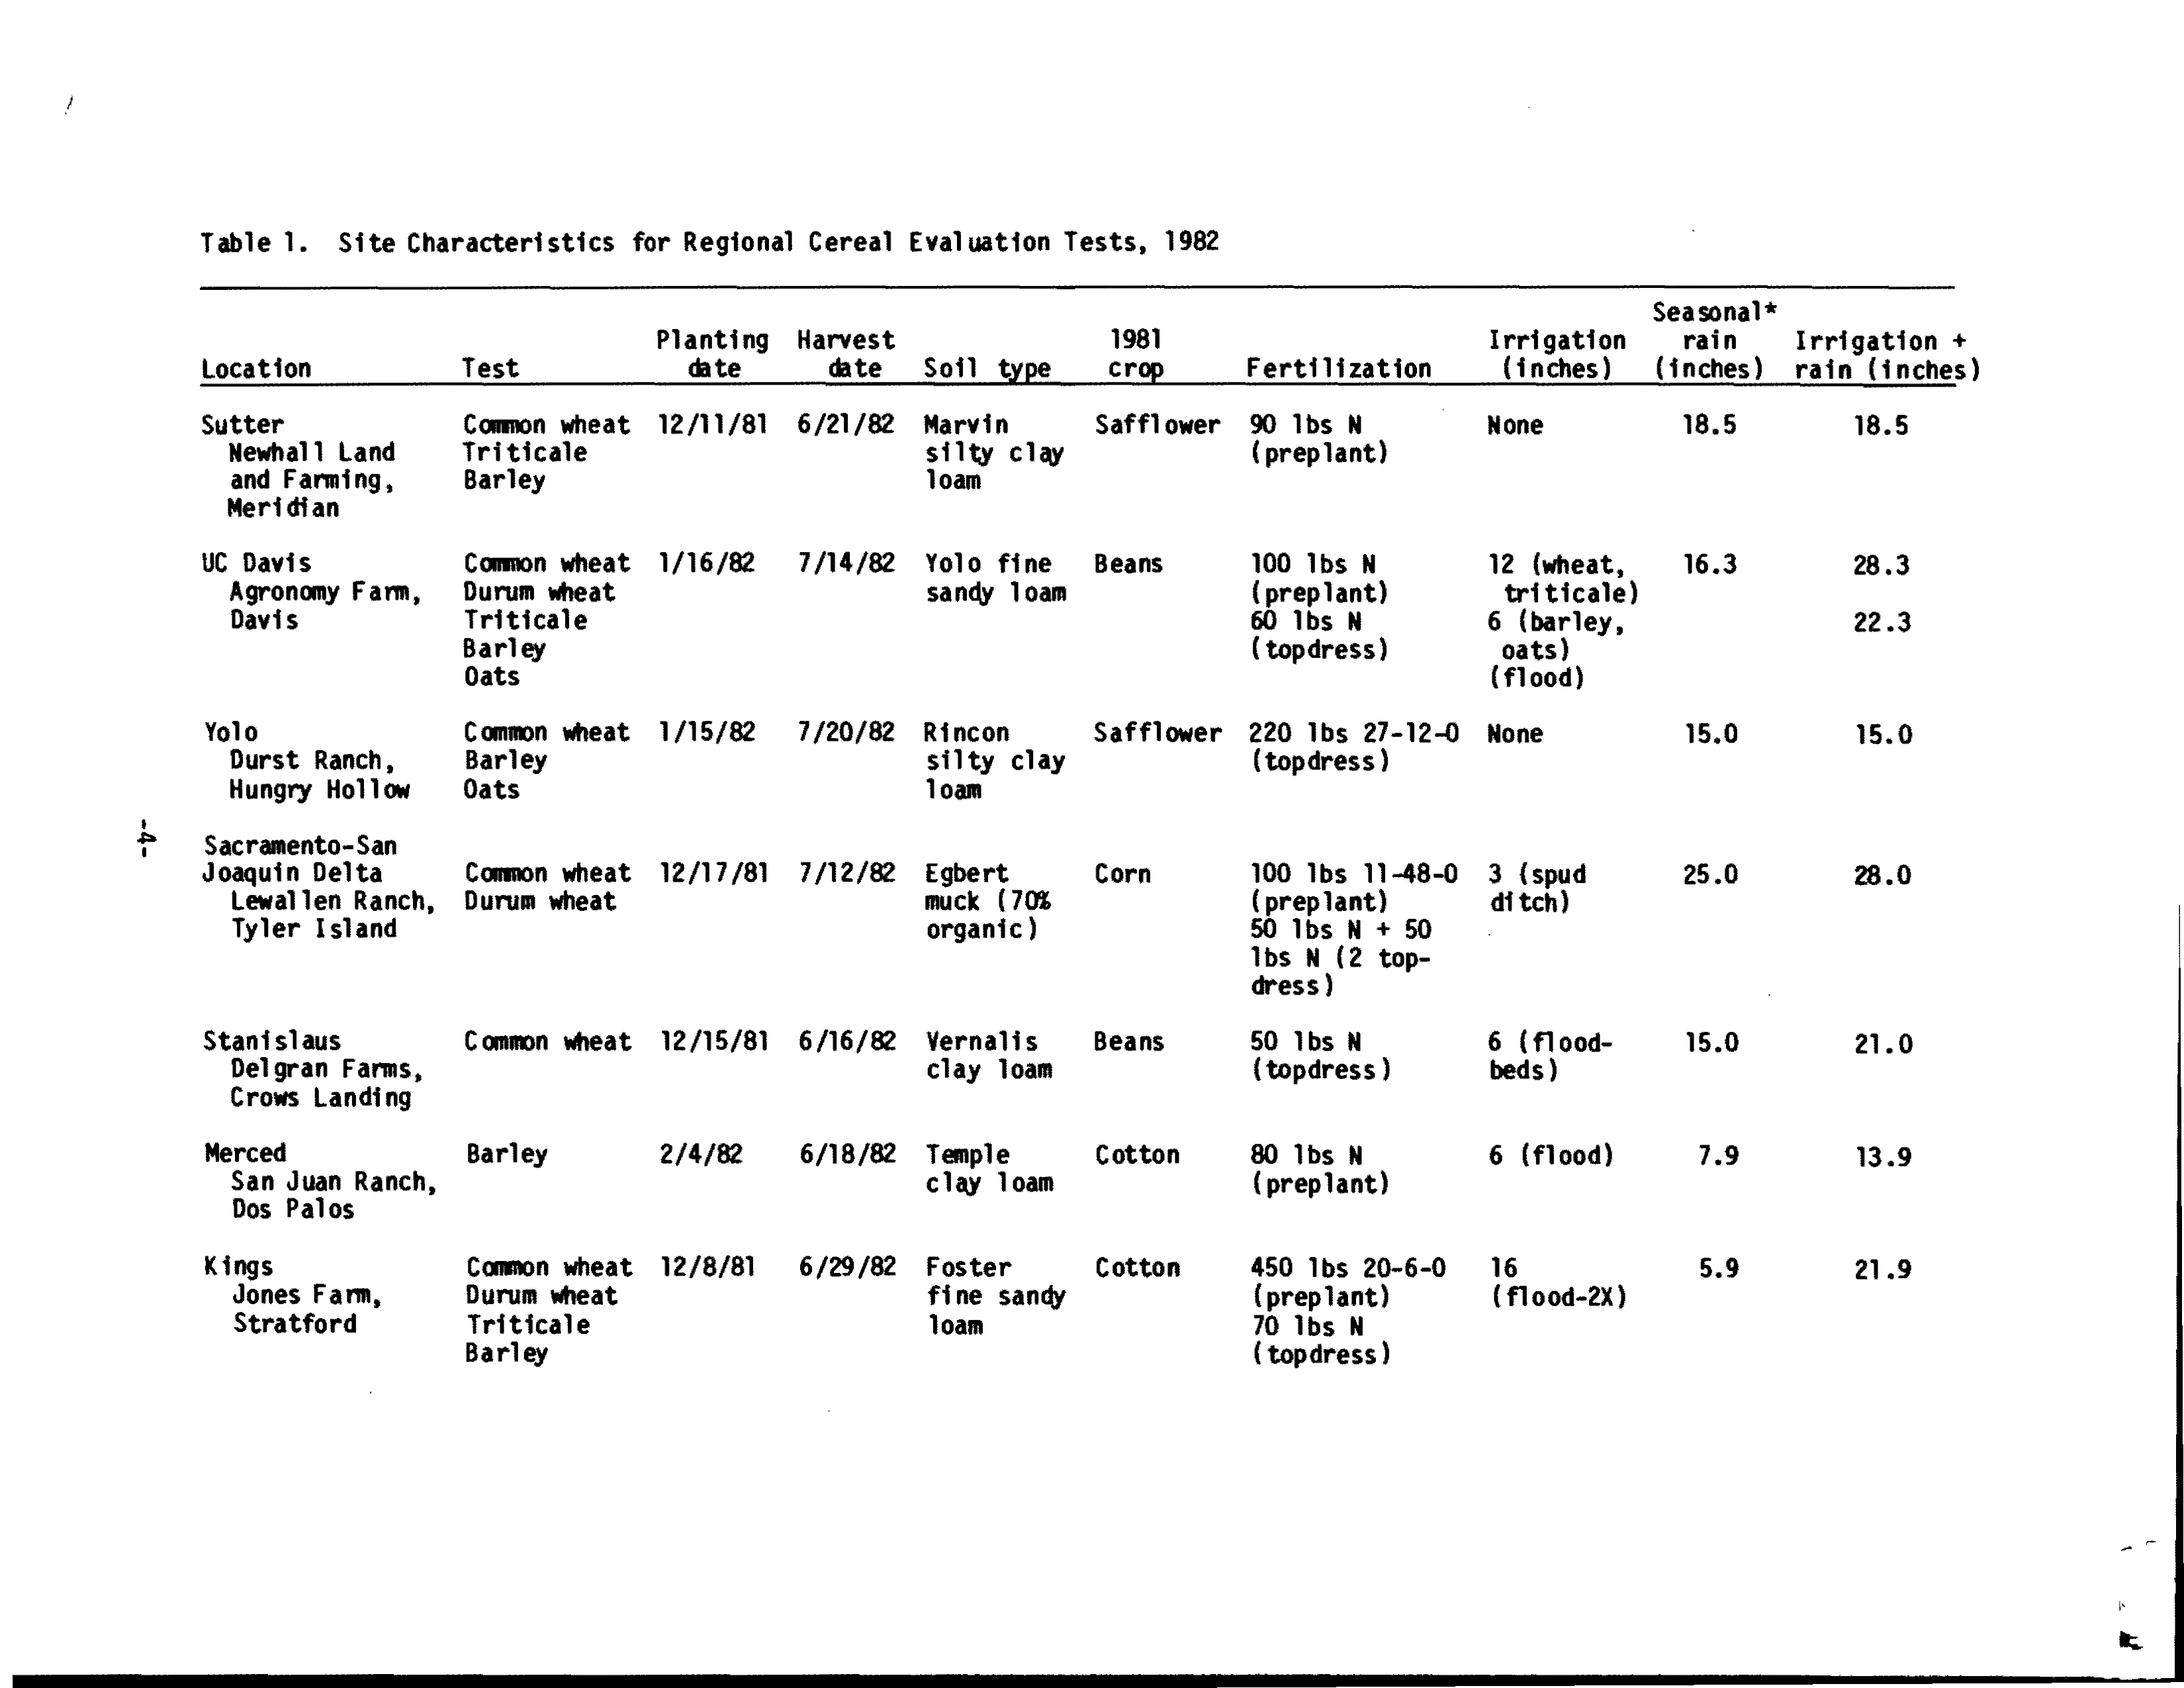 Table 1. Site Characteristics for Regional Cereal Evaluation Tests, 1982
Seasonal*
Planting Harvest 1981 Irrigation rain Irrigation +
Location Test date date Soil type crop Fertilization (inches) (inches) rain (inches)
Sutter Common wheat 12/11/81 6/21/82 Marvin Safflower 90 lbs N None 18.5 18.5
Newhall Land Triticale silty clay (preplant)
and Farming, Barley loam
Meridian
UC Davis Common wheat 1/16/82 7/14/82 Yolo fine Beans 100 lbs N 12 (wheat, 16.3 28.3
Agronomy Farm, Durum wheat sandy loam (preplant) triticale)
Davis Triticale 60 lbs N 6 (barley, 22.3
Barley (topdress) oats)
Oats (flood)
Yolo Common wheat 1/15/82 7/20/82 Rincon Safflower 220 lbs 27-12-0 None 15.0 15.0
Durst Ranch, Barley silty clay (topdress)
Hungry Hollow Oats loam
-4-
Sacramento-San
Joaquin Delta Common wheat 12/17/81 7/12/82 Egbert Corn 100 lbs 11-48-0 3 (spud 25.0 28.0
Lewallen Ranch, Durum wheat muck (70% (preplant) ditch)
Tyler Island organic) 50 lbs N + 50
lbs N (2 top-
dress)
Stanislaus Common wheat 12/15/81 6/16/82 Vernalis Beans 50 lbs N 6 (flood- 15.0 21.0
Delgran Farms, clay loam (topdress) beds)
Crows Landing
Merced Barley 2/4/82 6/18/82 Temple Cotton 80 lbs N 6 (flood) 7.9 13.9
San Juan Ranch, clay loam (preplant)
Dos Palos
Kings Common wheat 12/8/81 6/29/82 Foster Cotton 450 lbs 20-6-0 16 5.9 21.9
Jones Farm, Durum wheat fine sandy (preplant) (flood-2X)
Stratford Triticale loam 70 lbs N
Barley (topdress)